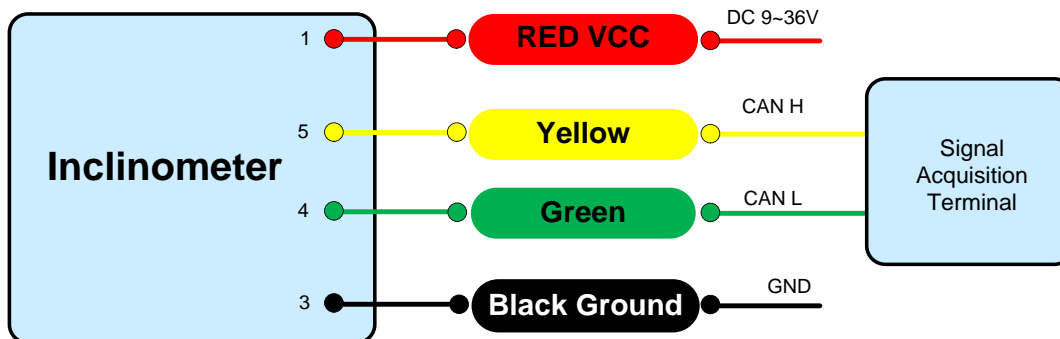 1
RED VCC
DC 9~36V
5
Yellow
CAN H
Inclinometer
Signal
Acquisition
Terminal
4
Green
CAN L
3
Black Ground
GND